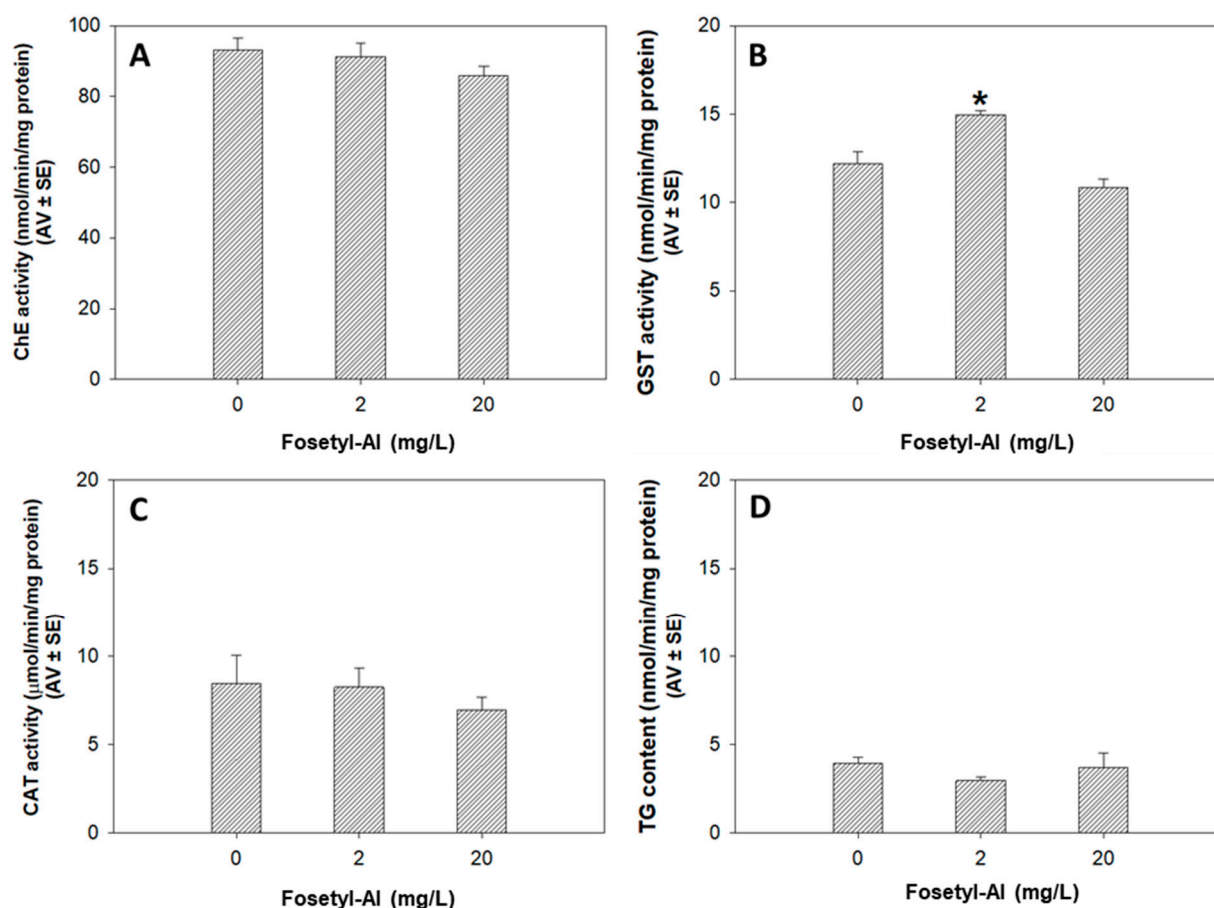 A
ChE activity (nmol/min/mg protein)
(AV ± SE)
100
80
60
40
20
0
0 2 20
Fosetyl-Al (mg/L)
B
*
GST activity (nmol/min/mg protein)
(AV ± SE)
20
15
10
5
0
0 2 20
Fosetyl-Al (mg/L)
C
CAT activity (μmol/min/mg protein)
(AV ± SE)
20
15
10
5
0
0 2 20
Fosetyl-Al (mg/L)
D
TG content (nmol/min/mg protein)
(AV ± SE)
20
15
10
5
0
0 2 20
Fosetyl-Al (mg/L)